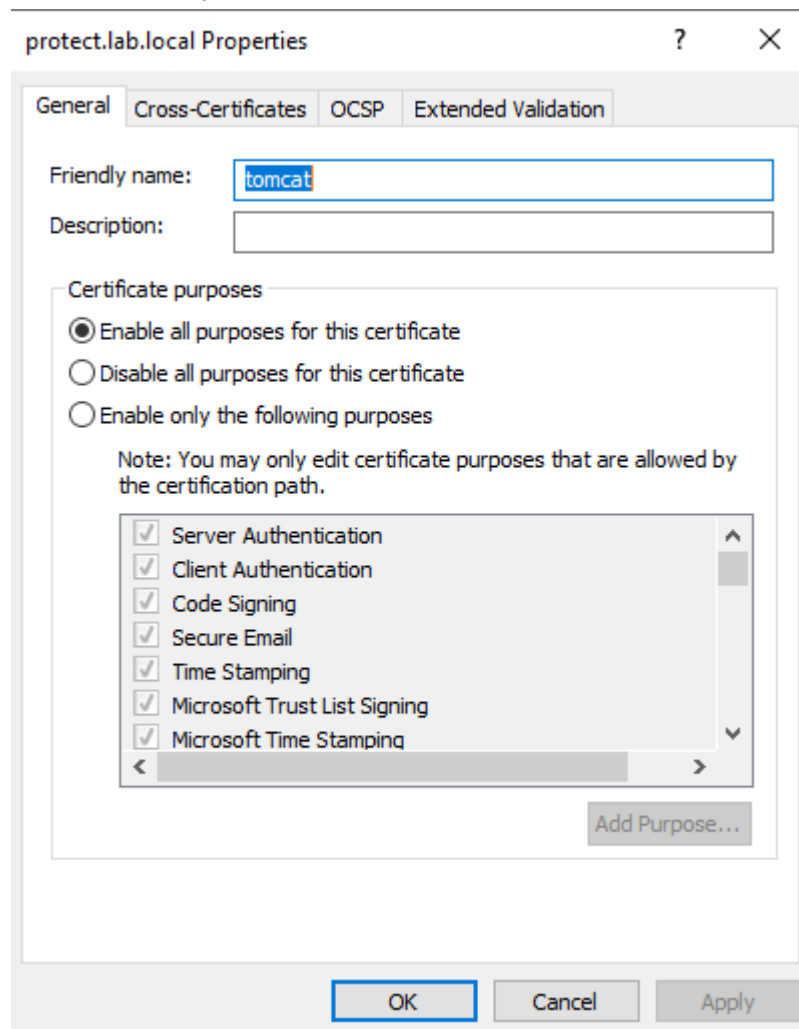 protect.lab.local Properties ? X
General Cross-Certificates OCSP Extended Validation
Friendly name: tomcat
Description:
Certificate purposes
Enable all purposes for this certificate
Disable all purposes for this certificate
Enable only the following purposes
Note: You may only edit certificate purposes that are allowed by
the certification path.
Server Authentication
Client Authentication
Code Signing
Secure Email
Time Stamping
Microsoft Trust List Signing
Microsoft Time Stamping
Add Purpose...
OK Cancel Apply